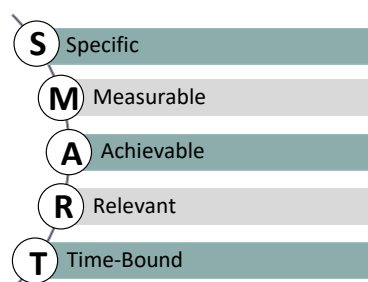 S Specific
M Measurable
A Achievable
R Relevant
T Time-Bound